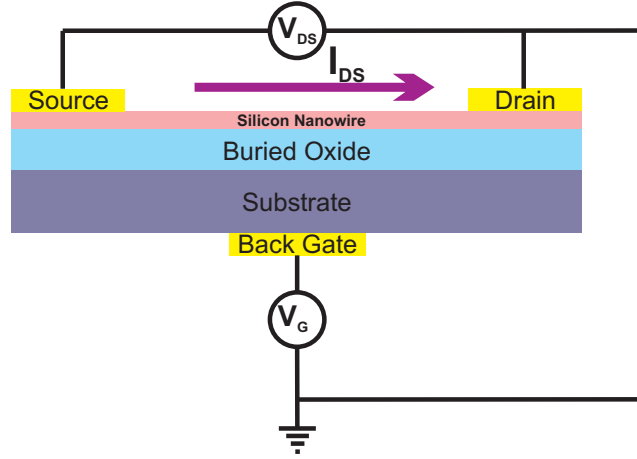 VDS
IDS
Source
Drain
Silicon Nanowire
Buried Oxide
Substrate
Back Gate
VG